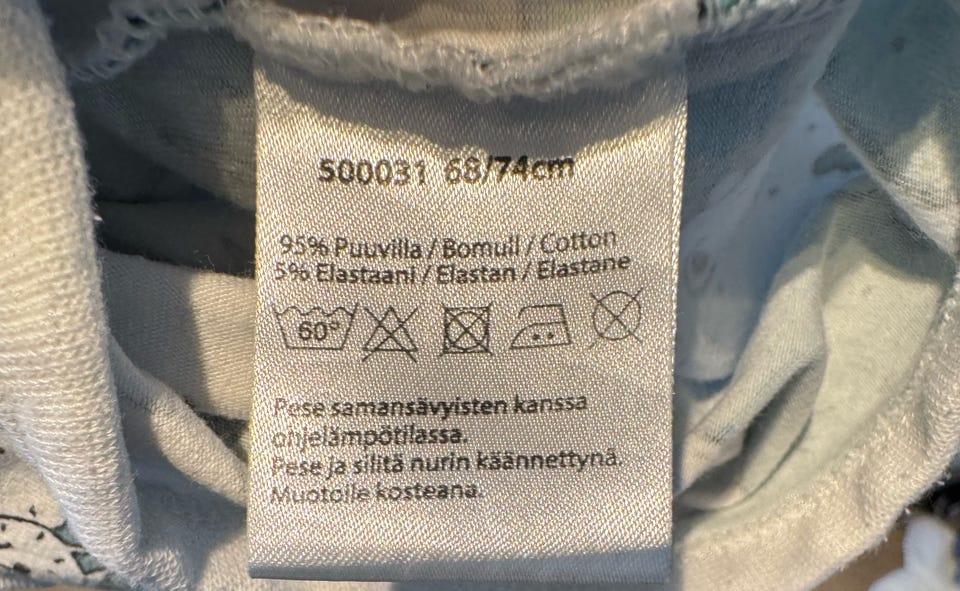 500031 68/74cm
95% Puuvilla / Bomull / Cotton
5% Elastaani / Elastan / Elastane
60°
Pese samansävyisten kanssa
ohjelämpötilassa.
Pese ja silitä nurin käännettynä.
Muotoile kosteana.